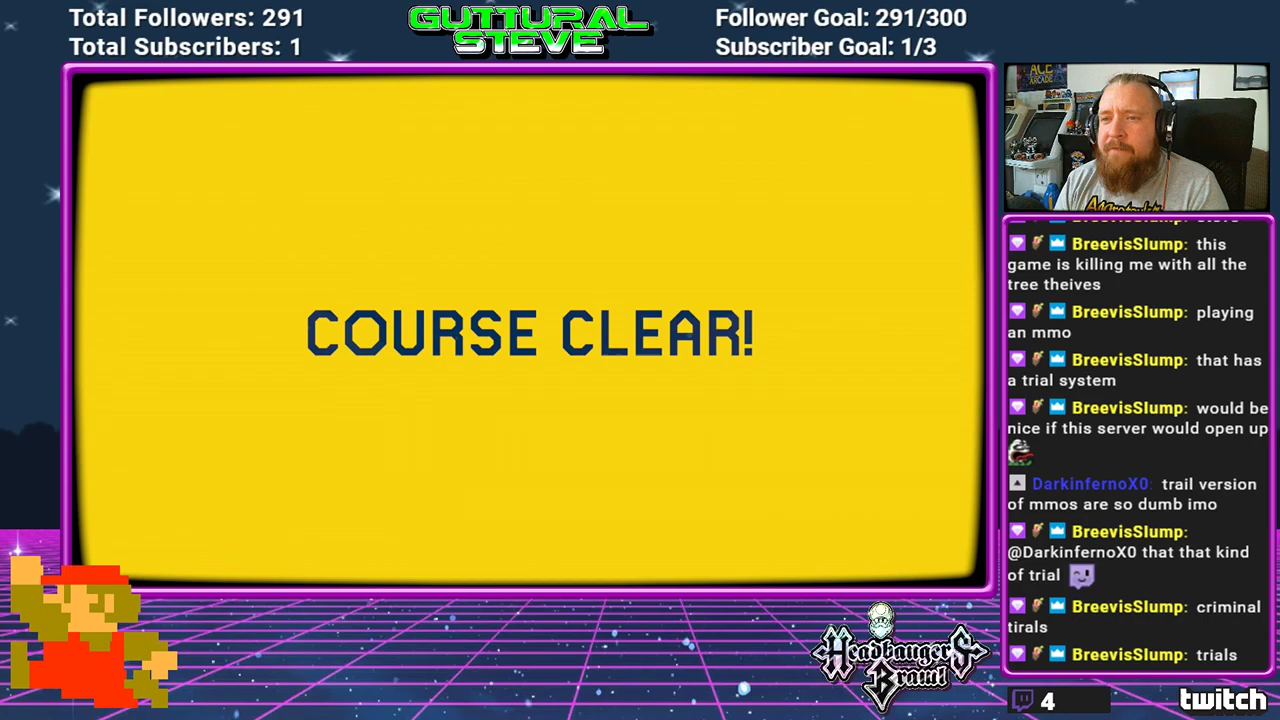 Total Followers: 291
Total Subscribers: 1
GUTTURAL
STEVE
Follower Goal: 291/300
Subscriber Goal: 1/3
COURSE CLEAR!
ACE
ARCADE
BreevisSlump: this
game is killing me with all the
tree theives
BreevisSlump: playing
an mmo
BreevisSlump: that has
a trial system
BreevisSlump: would be
nice if this server would open up
DarkinfernoX0: trail version
of mmos are so dumb imo
BreevisSlump:
@DarkinfernoX0 that that kind
of trial
BreevisSlump: criminal
tirals
BreevisSlump: trials
Headbangers
Brawl
4
twitch